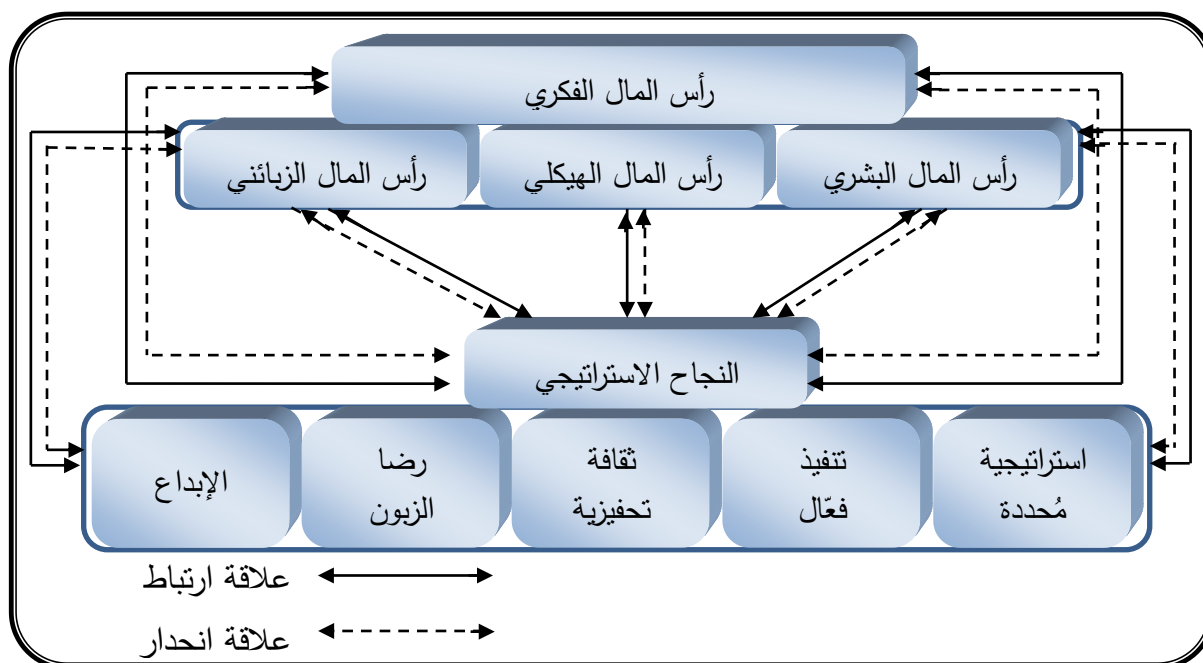 رأس المال الفكري
رأس المال البشري
رأس المال الهيكلي
رأس المال الزبائني
النجاح الاستراتيجي
استراتيجية
مُحددة
تنفيذ
فعّال
ثقافة
تحفيزية
رضا
الزبون
الإبداع
علاقة ارتباط
علاقة انحدار